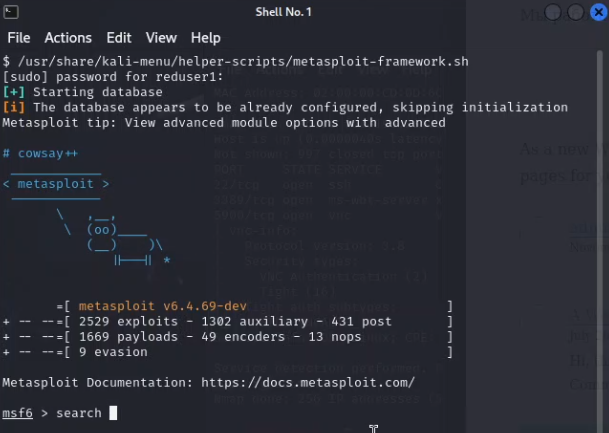 Shell No. 1
File Actions Edit View Help
$ /usr/share/kali-menu/helper-scripts/metasploit-framework.sh
[sudo] password for reduser1:
[+] Starting database
[i] The database appears to be already configured, skipping initialization
Metasploit tip: View advanced module options with advanced
# cowsay++
____________
< metasploit >
------------
\   ,__,
\  (oo)____
(__)    )\
||--|| *
=[ metasploit v6.4.69-dev ]
+ -- --=[ 2529 exploits - 1302 auxiliary - 431 post ]
+ -- --=[ 1669 payloads - 49 encoders - 13 nops ]
+ -- --=[ 9 evasion ]
Metasploit Documentation: https://docs.metasploit.com/
msf6 > search